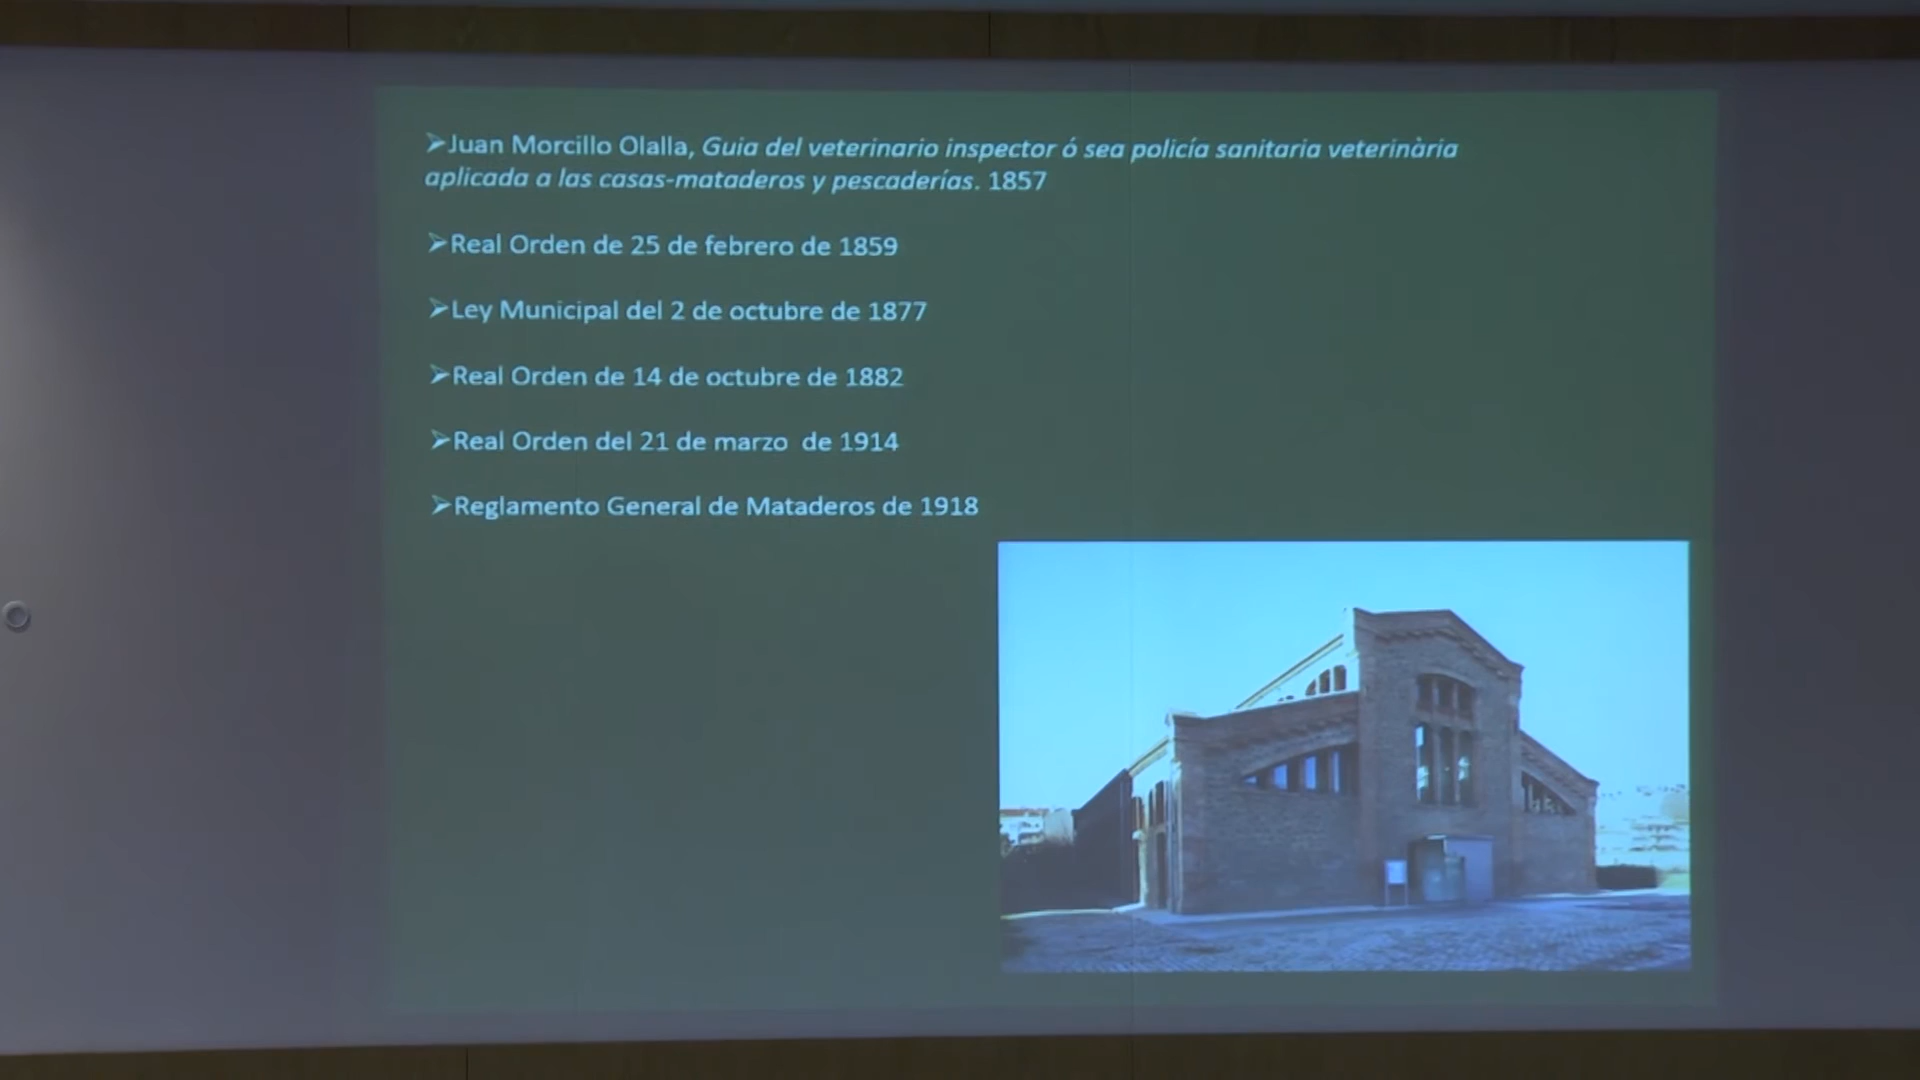 ➢Juan Morcillo Olalla, Guia del veterinario inspector ó sea policía sanitaria veterinària
aplicada a las casas-mataderos y pescaderías. 1857
➢Real Orden de 25 de febrero de 1859
➢Ley Municipal del 2 de octubre de 1877
➢Real Orden de 14 de octubre de 1882
➢Real Orden del 21 de marzo de 1914
➢Reglamento General de Mataderos de 1918